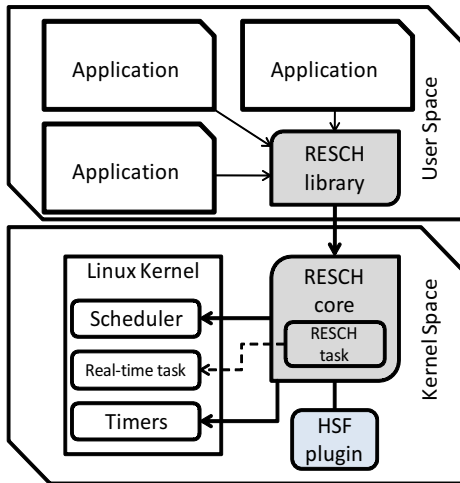 Application
Application
Application
RESCH
library
User Space
Linux Kernel
Scheduler
Real-time task
Timers
RESCH
core
RESCH
task
HSF
plugin
Kernel Space